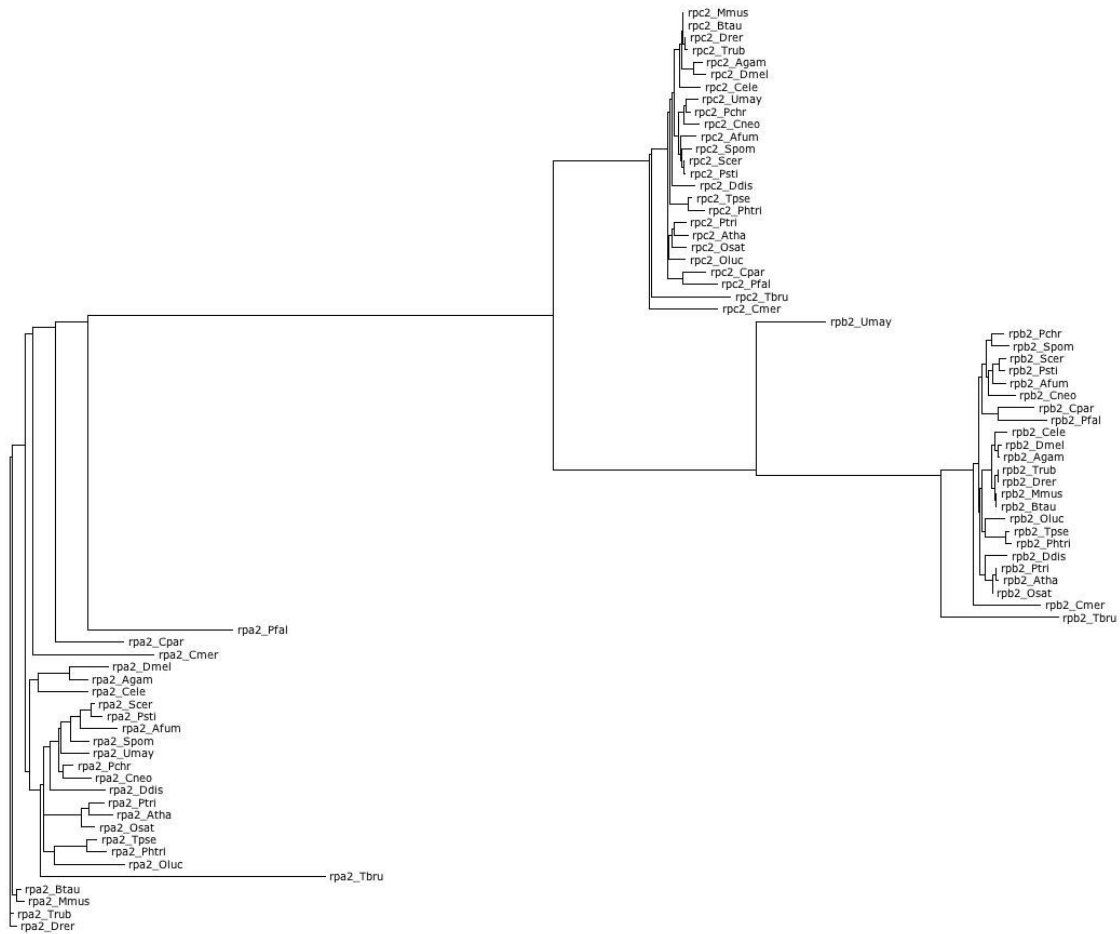 rpc2_Mmus
rpc2_Btau
rpc2_Drer
rpc2_Trub
rpc2_Agam
rpc2_Dmel
rpc2_Cele
rpc2_Umay
rpc2_Pchr
rpc2_Cneo
rpc2_Afum
rpc2_Spom
rpc2_Scer
rpc2_Psti
rpc2_Ddis
rpc2_Tpse
rpc2_Phtri
rpc2_Ptri
rpc2_Atha
rpc2_Osat
rpc2_Oluc
rpc2_Cpar
rpc2_Pfal
rpc2_Tbru
rpc2_Cmer
rpb2_Umay
rpb2_Pchr
rpb2_Spom
rpb2_Scer
rpb2_Psti
rpb2_Afum
rpb2_Cneo
rpb2_Cpar
rpb2_Pfal
rpb2_Cele
rpb2_Dmel
rpb2_Agam
rpb2_Trub
rpb2_Drer
rpb2_Mmus
rpb2_Btau
rpb2_Oluc
rpb2_Tpse
rpb2_Phtri
rpb2_Ddis
rpb2_Ptri
rpb2_Atha
rpb2_Osat
rpb2_Cmer
rpb2_Tbru
rpa2_Pfal
rpa2_Cpar
rpa2_Cmer
rpa2_Dmel
rpa2_Agam
rpa2_Cele
rpa2_Scer
rpa2_Psti
rpa2_Afum
rpa2_Spom
rpa2_Umay
rpa2_Pchr
rpa2_Cneo
rpa2_Ddis
rpa2_Ptri
rpa2_Atha
rpa2_Osat
rpa2_Tpse
rpa2_Phtri
rpa2_Oluc
rpa2_Tbru
rpa2_Btau
rpa2_Mmus
rpa2_Trub
rpa2_Drer